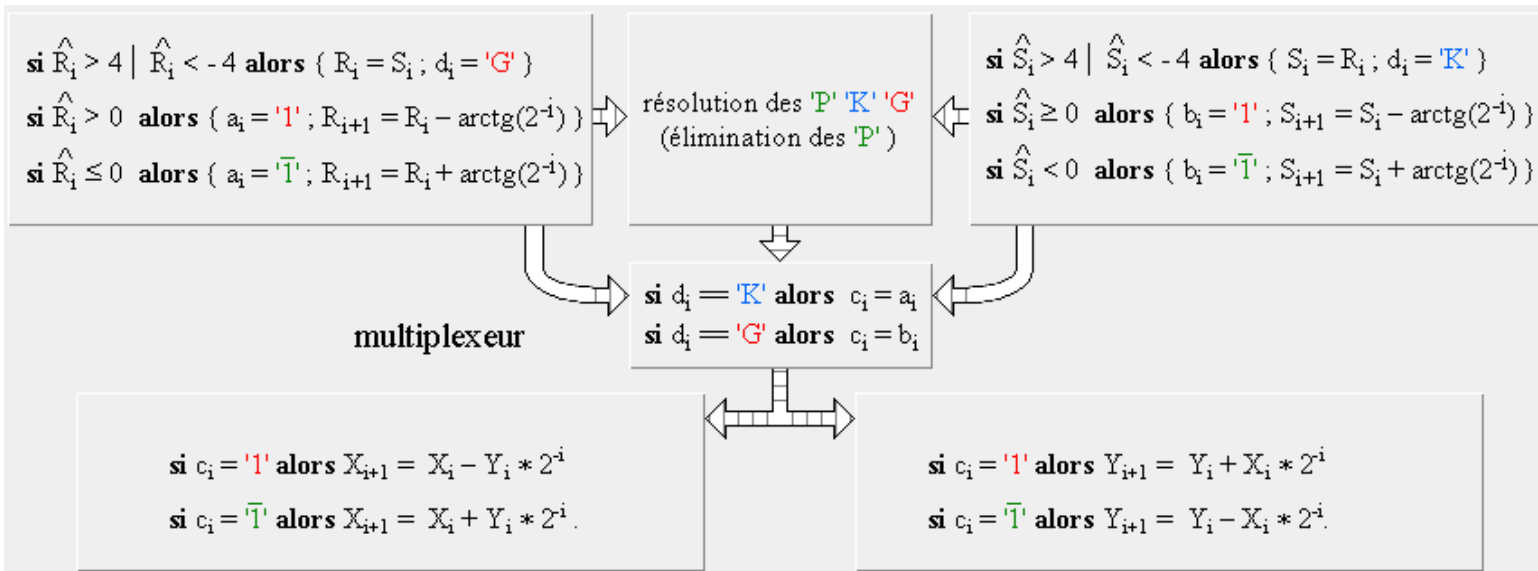 si R̂ᵢ > 4 | R̂ᵢ < - 4 alors { Rᵢ = Sᵢ ; dᵢ = 'G' }
si R̂ᵢ > 0 alors { aᵢ = '1' ; Rᵢ₊₁ = Rᵢ – arctg(2⁻ⁱ) }
si R̂ᵢ ≤ 0 alors { aᵢ = '1̅' ; Rᵢ₊₁ = Rᵢ + arctg(2⁻ⁱ) }
résolution des 'P' 'K' 'G'
(élimination des 'P' )
si Ŝᵢ > 4 | Ŝᵢ < - 4 alors { Sᵢ = Rᵢ ; dᵢ = 'K' }
si Ŝᵢ ≥ 0 alors { bᵢ = '1' ; Sᵢ₊₁ = Sᵢ – arctg(2⁻ⁱ) }
si Ŝᵢ < 0 alors { bᵢ = '1̅' ; Sᵢ₊₁ = Sᵢ + arctg(2⁻ⁱ) }
si dᵢ == 'K' alors cᵢ = aᵢ
si dᵢ == 'G' alors cᵢ = bᵢ
multiplexeur
si cᵢ = '1' alors Xᵢ₊₁ = Xᵢ – Yᵢ * 2⁻ⁱ
si cᵢ = '1̅' alors Xᵢ₊₁ = Xᵢ + Yᵢ * 2⁻ⁱ .
si cᵢ = '1' alors Yᵢ₊₁ = Yᵢ + Xᵢ * 2⁻ⁱ
si cᵢ = '1̅' alors Yᵢ₊₁ = Yᵢ – Xᵢ * 2⁻ⁱ.